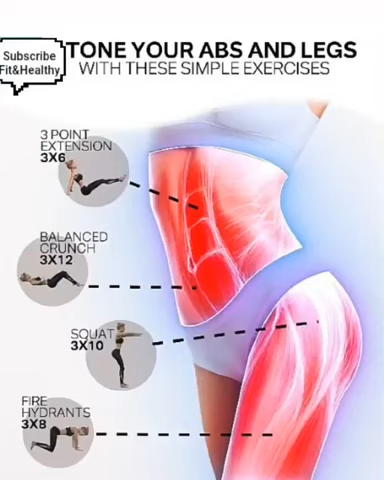 Subscribe
Fit&Healthy
TONE YOUR ABS AND LEGS
WITH THESE SIMPLE EXERCISES
3 POINT
EXTENSION
3X6
BALANCED
CRUNCH
3X12
SQUAT
3X10
FIRE
HYDRANTS
3X8